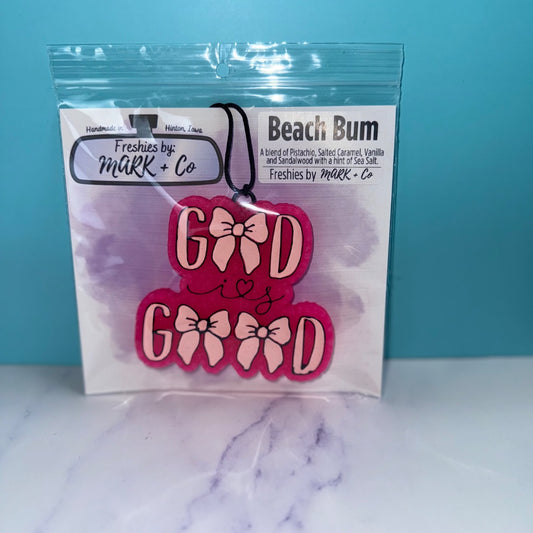 Handmade in Hinton, Iowa
Freshies by:
MARK + Co
Beach Bum
A blend of Pistachio, Salted Caramel, Vanilla
and Sandalwood with a hint of Sea Salt.
Freshies by MARK + Co
GOD
is
GOOD